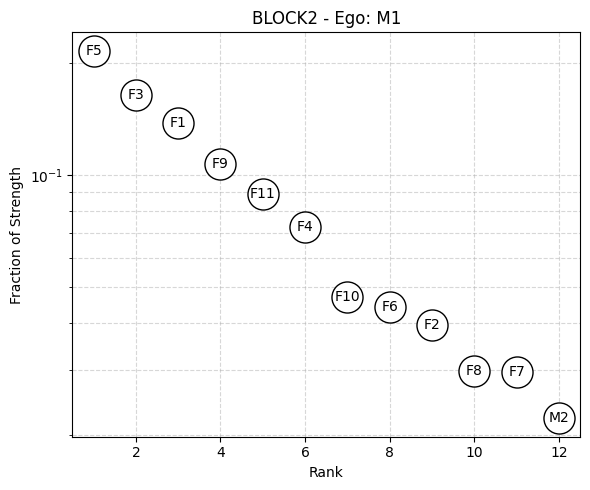 BLOCK2 - Ego: M1
Fraction of Strength
10⁻¹
F5
F3
F1
F9
F11
F4
F10
F6
F2
F8
F7
M2
2 4 6 8 10 12
Rank